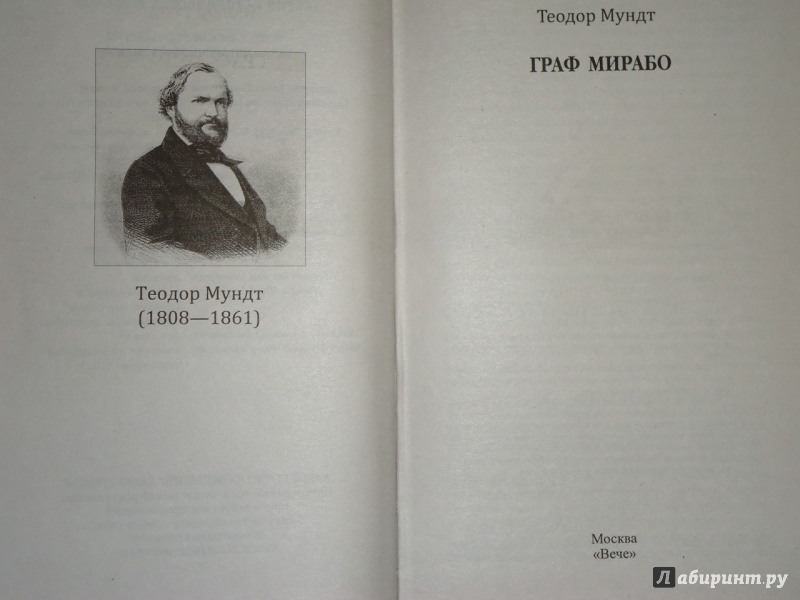 Теодор Мундт
(1808—1861)
Теодор Мундт
ГРАФ МИРАБО
Москва
«Вече»
Лабиринт.ру